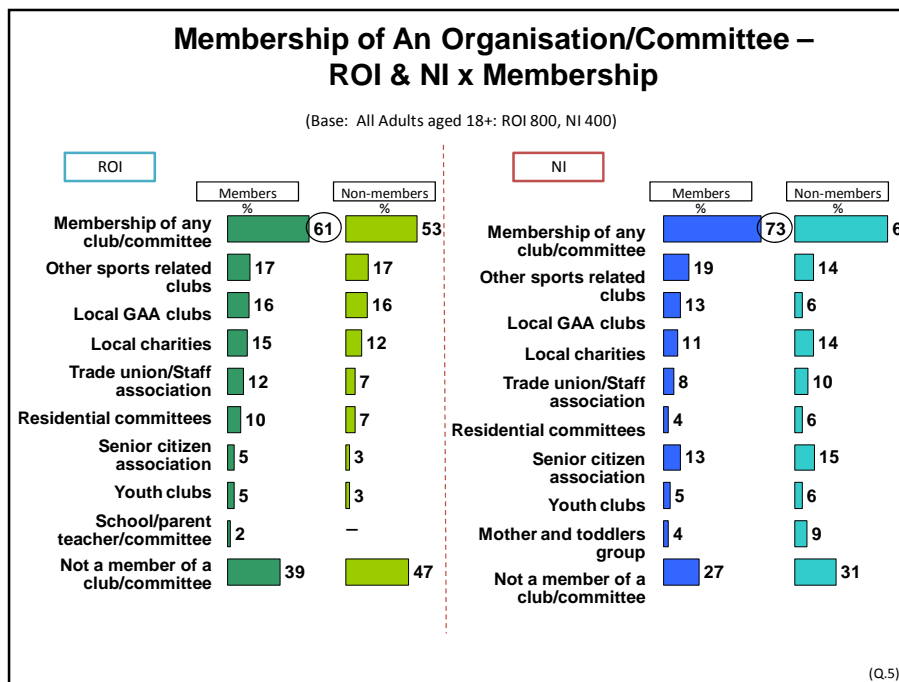 Membership of An Organisation/Committee –
ROI & NI x Membership
(Base: All Adults aged 18+: ROI 800, NI 400)
ROI
Members
%
Non-members
%
Membership of any
club/committee
61
53
Other sports related
clubs
17
17
Local GAA clubs
16
16
Local charities
15
12
Trade union/Staff
association
12
7
Residential committees
10
7
Senior citizen
association
5
3
Youth clubs
5
3
School/parent
teacher/committee
2
–
Not a member of a
club/committee
39
47
NI
Members
%
Non-members
%
Membership of any
club/committee
73
Other sports related
clubs
19
14
Local GAA clubs
13
6
Local charities
11
14
Trade union/Staff
association
8
10
Residential committees
4
6
Senior citizen
association
13
15
Youth clubs
5
6
Mother and toddlers
group
4
9
Not a member of a
club/committee
27
31
(Q.5)